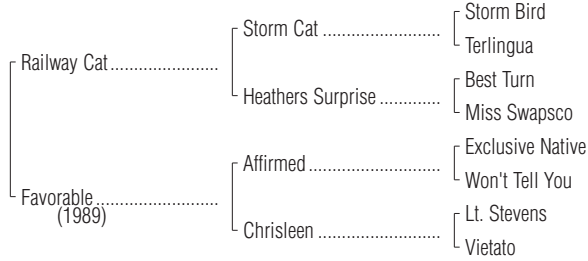 Railway Cat
Favorable
(1989)
Storm Cat
Heathers Surprise
Affirmed
Chrisleen
Storm Bird
Terlingua
Best Turn
Miss Swapsco
Exclusive Native
Won't Tell You
Lt. Stevens
Vietato